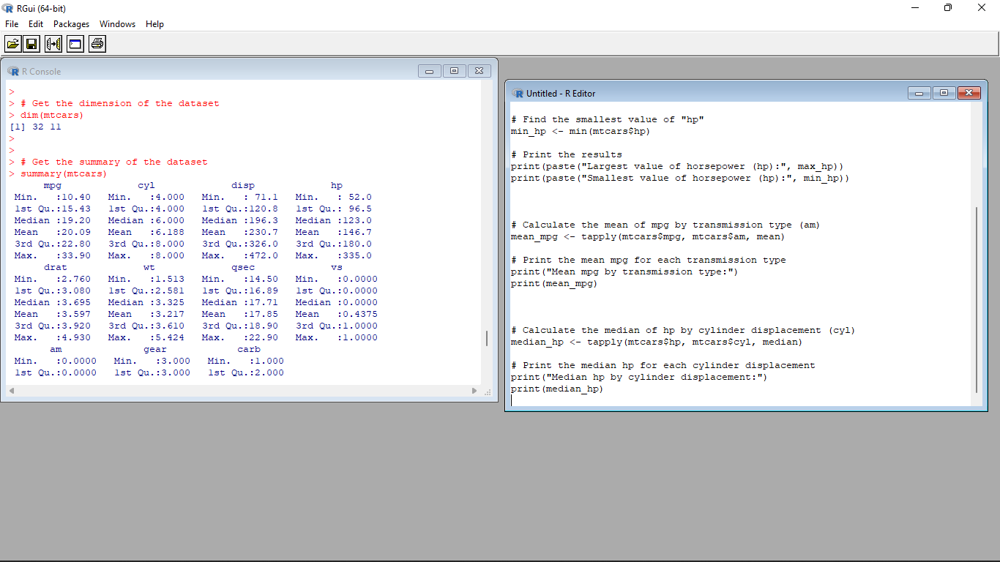 RGui (64-bit)
File Edit Packages Windows Help
R Console
>
> # Get the dimension of the dataset
> dim(mtcars)
[1] 32 11
>
>
> # Get the summary of the dataset
> summary(mtcars)
      mpg             cyl             disp             hp
 Min.   :10.40   Min.   :4.000   Min.   : 71.1   Min.   : 52.0
 1st Qu.:15.43   1st Qu.:4.000   1st Qu.:120.8   1st Qu.: 96.5
 Median :19.20   Median :6.000   Median :196.3   Median :123.0
 Mean   :20.09   Mean   :6.188   Mean   :230.7   Mean   :146.7
 3rd Qu.:22.80   3rd Qu.:8.000   3rd Qu.:326.0   3rd Qu.:180.0
 Max.   :33.90   Max.   :8.000   Max.   :472.0   Max.   :335.0
      drat             wt             qsec             vs
 Min.   :2.760   Min.   :1.513   Min.   :14.50   Min.   :0.0000
 1st Qu.:3.080   1st Qu.:2.581   1st Qu.:16.89   1st Qu.:0.0000
 Median :3.695   Median :3.325   Median :17.71   Median :0.0000
 Mean   :3.597   Mean   :3.217   Mean   :17.85   Mean   :0.4375
 3rd Qu.:3.920   3rd Qu.:3.610   3rd Qu.:18.90   3rd Qu.:1.0000
 Max.   :4.930   Max.   :5.424   Max.   :22.90   Max.   :1.0000
       am              gear            carb
 Min.   :0.0000   Min.   :3.000   Min.   :1.000
 1st Qu.:0.0000   1st Qu.:3.000   1st Qu.:2.000
Untitled - R Editor
# Find the smallest value of "hp"
min_hp <- min(mtcars$hp)
# Print the results
print(paste("Largest value of horsepower (hp):", max_hp))
print(paste("Smallest value of horsepower (hp):", min_hp))
# Calculate the mean of mpg by transmission type (am)
mean_mpg <- tapply(mtcars$mpg, mtcars$am, mean)
# Print the mean mpg for each transmission type
print("Mean mpg by transmission type:")
print(mean_mpg)
# Calculate the median of hp by cylinder displacement (cyl)
median_hp <- tapply(mtcars$hp, mtcars$cyl, median)
# Print the median hp for each cylinder displacement
print("Median hp by cylinder displacement:")
print(median_hp)